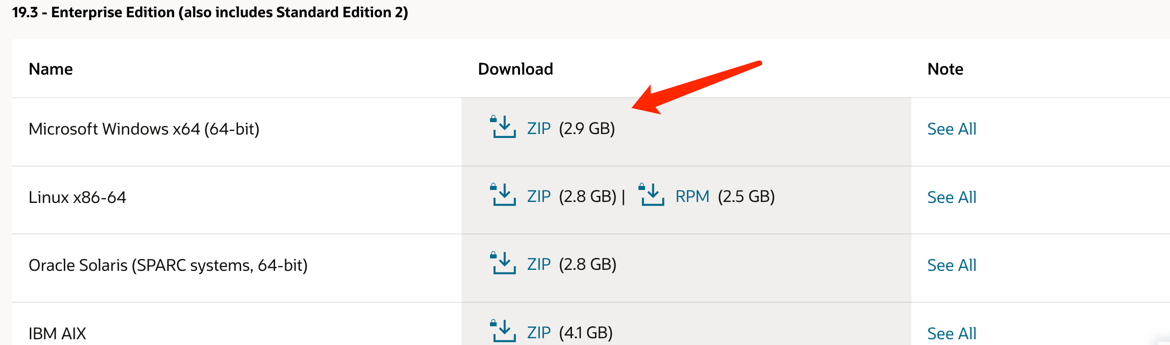 19.3 - Enterprise Edition (also includes Standard Edition 2)
Name Download Note
Microsoft Windows x64 (64-bit) ZIP (2.9 GB) See All
Linux x86-64 ZIP (2.8 GB) | RPM (2.5 GB) See All
Oracle Solaris (SPARC systems, 64-bit) ZIP (2.8 GB) See All
IBM AIX ZIP (4.1 GB) See All